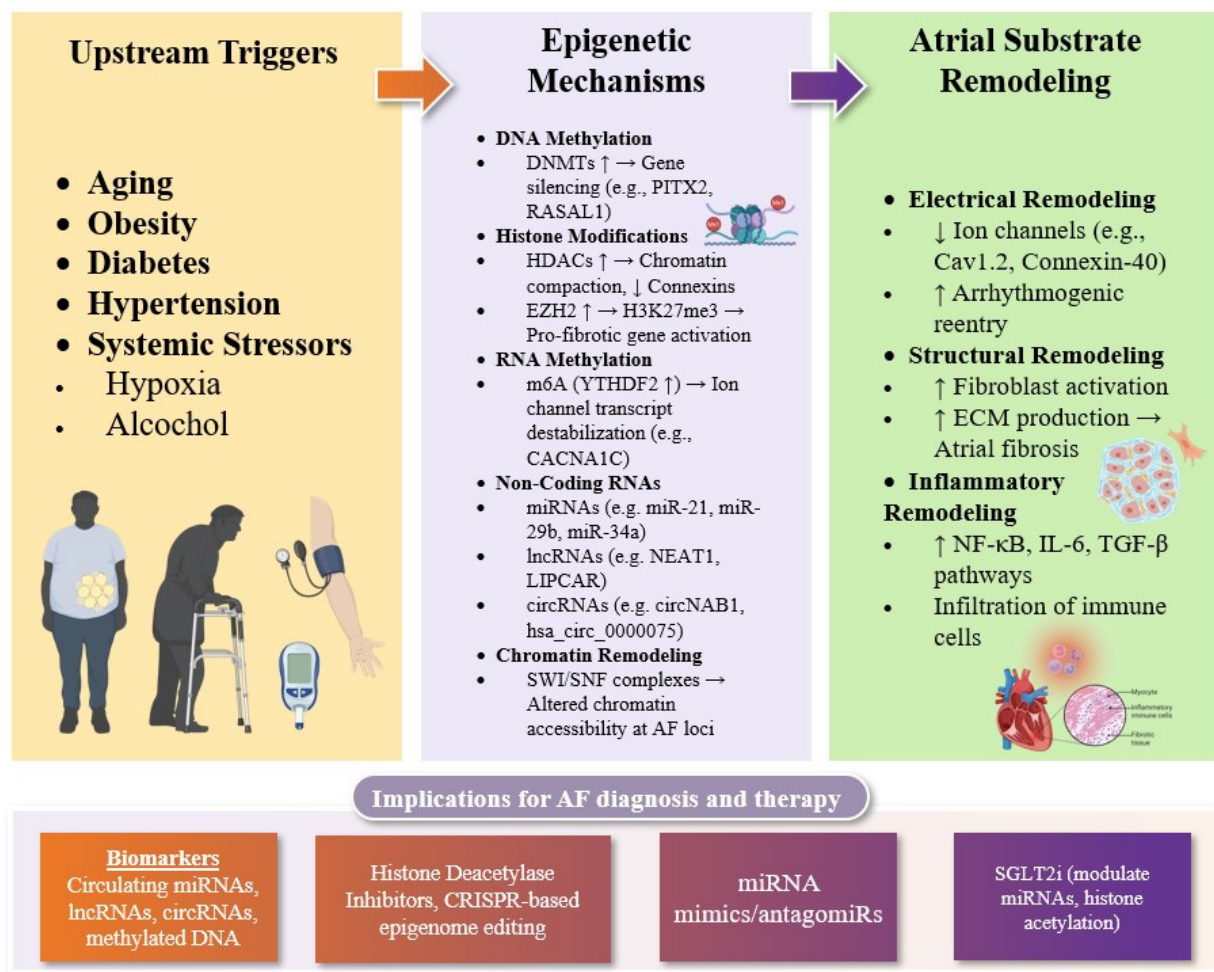 Upstream Triggers
• Aging
• Obesity
• Diabetes
• Hypertension
• Systemic Stressors
• Hypoxia
• Alcochol
Epigenetic
Mechanisms
• DNA Methylation
• DNMTs ↑ → Gene
silencing (e.g., PITX2,
RASAL1)
Me1
Me1
• Histone Modifications
• HDACs ↑ → Chromatin
compaction, ↓ Connexins
• EZH2 ↑ → H3K27me3 →
Pro-fibrotic gene activation
• RNA Methylation
• m6A (YTHDF2 ↑) → Ion
channel transcript
destabilization (e.g.,
CACNA1C)
• Non-Coding RNAs
• miRNAs (e.g. miR-21, miR-
29b, miR-34a)
• lncRNAs (e.g. NEAT1,
LIPCAR)
• circRNAs (e.g. circNAB1,
hsa_circ_0000075)
• Chromatin Remodeling
• SWI/SNF complexes →
Altered chromatin
accessibility at AF loci
Atrial Substrate
Remodeling
• Electrical Remodeling
• ↓ Ion channels (e.g.,
Cav1.2, Connexin-40)
• ↑ Arrhythmogenic
reentry
• Structural Remodeling
• ↑ Fibroblast activation
• ↑ ECM production →
Atrial fibrosis
• Inflammatory
Remodeling
• ↑ NF-κB, IL-6, TGF-β
pathways
• Infiltration of immune
cells
Myocyte
Inflammatory
immune cells
Fibrotic
tissue
Implications for AF diagnosis and therapy
Biomarkers
Circulating miRNAs,
lncRNAs, circRNAs,
methylated DNA
Histone Deacetylase
Inhibitors, CRISPR-based
epigenome editing
miRNA
mimics/antagomiRs
SGLT2i (modulate
miRNAs, histone
acetylation)